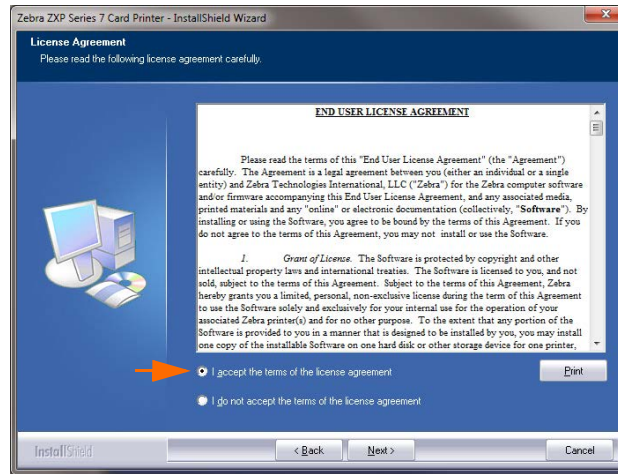 Zebra ZXP Series 7 Card Printer - InstallShield Wizard
License Agreement
Please read the following license agreement carefully.
END USER LICENSE AGREEMENT
Please read the terms of this "End User License Agreement" (the "Agreement")
carefully. The Agreement is a legal agreement between you (either an individual or a single
entity) and Zebra Technologies International, LLC ("Zebra") for the Zebra computer software
and/or firmware accompanying this End User License Agreement, and any associated media,
printed materials and any "online" or electronic documentation (collectively, "Software"). By
installing or using the Software, you agree to be bound by the terms of this Agreement. If you
do not agree to the terms of this Agreement, you may not install or use the Software.
1. Grant of License. The Software is protected by copyright and other
intellectual property laws and international treaties. The Software is licensed to you, and not
sold, subject to the terms of this Agreement. Subject to the terms of this Agreement, Zebra
hereby grants you a limited, personal, non-exclusive license during the term of this Agreement
to use the Software solely and exclusively for your internal use for the operation of your
associated Zebra printer(s) and for no other purpose. To the extent that any portion of the
Software is provided to you in a manner that is designed to be installed by you, you may install
one copy of the installable Software on one hard disk or other storage device for one printer,
I accept the terms of the license agreement
Print
I do not accept the terms of the license agreement
InstallShield
< Back
Next >
Cancel